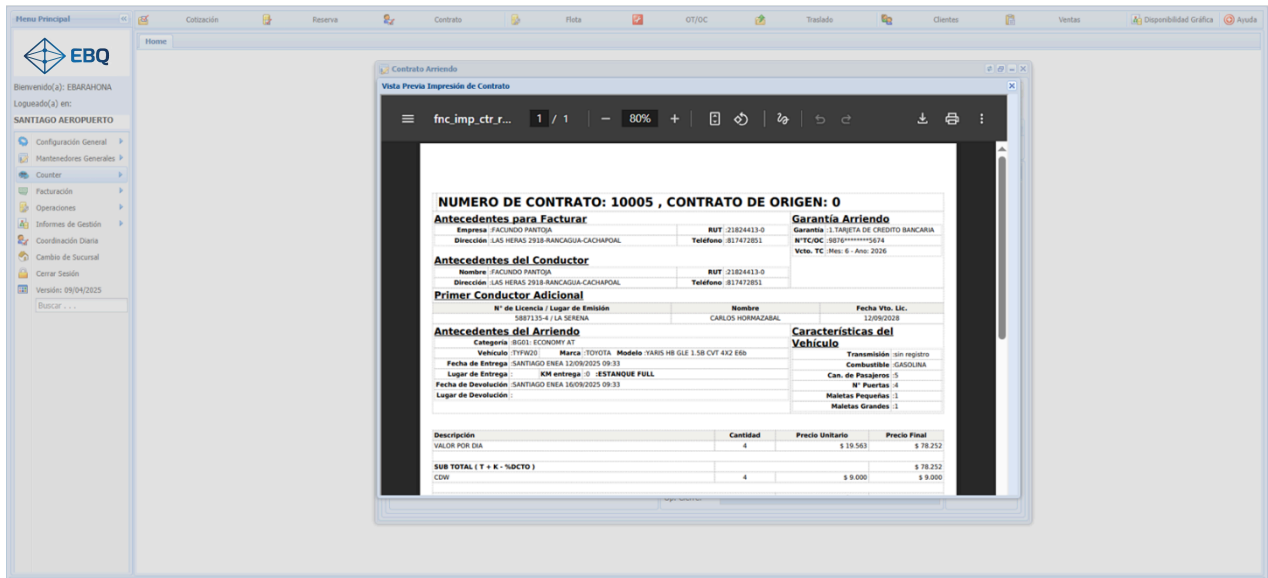 Menu Principal
Cotización
Reserva
Contrato
Flota
OT/OC
Traslado
Clientes
Ventas
Disponibilidad Gráfica
Ayuda
Home
EBQ
Bienvenido(a): EBARAHONA
Logueado(a) en:
SANTIAGO AEROPUERTO
Configuración General
Mantenedores Generales
Counter
Facturación
Operaciones
Informes de Gestión
Coordinación Diaria
Cambio de Sucursal
Cerrar Sesión
Versión: 09/04/2025
Buscar . . .
Contrato Arriendo
Vista Previa Impresión de Contrato
fnc_imp_ctr_r... 1 / 1 80%
NUMERO DE CONTRATO: 10005 , CONTRATO DE ORIGEN: 0
Antecedentes para Facturar
Empresa :FACUNDO PANTOJA RUT :21824413-0
Dirección :LAS HERAS 2918-RANCAGUA-CACHAPOAL Teléfono :817472851
Garantía Arriendo
Garantía :1.TARJETA DE CREDITO BANCARIA
N°TC/OC :9876********5674
Vcto. TC :Mes: 6 - Ano: 2026
Antecedentes del Conductor
Nombre :FACUNDO PANTOJA RUT :21824413-0
Dirección :LAS HERAS 2918-RANCAGUA-CACHAPOAL Teléfono :817472851
Primer Conductor Adicional
N° de Licencia / Lugar de Emisión Nombre Fecha Vto. Lic.
5887135-4 / LA SERENA CARLOS HORMAZABAL 12/09/2028
Antecedentes del Arriendo
Categoría :BG01: ECONOMY AT
Vehículo :TYFW20 Marca :TOYOTA Modelo :YARIS HB GLE 1.5B CVT 4X2 E6b
Fecha de Entrega :SANTIAGO ENEA 12/09/2025 09:33
Lugar de Entrega : KM entrega :0 :ESTANQUE FULL
Fecha de Devolución :SANTIAGO ENEA 16/09/2025 09:33
Lugar de Devolución :
Características del
Vehículo
Transmisión :sin registro
Combustible :GASOLINA
Can. de Pasajeros :5
N° Puertas :4
Maletas Pequeñas :1
Maletas Grandes :1
Descripción Cantidad Precio Unitario Precio Final
VALOR POR DIA 4 $ 19.563 $ 78.252
SUB TOTAL ( T + K - %DCTO ) $ 78.252
CDW 4 $ 9.000 $ 9.000